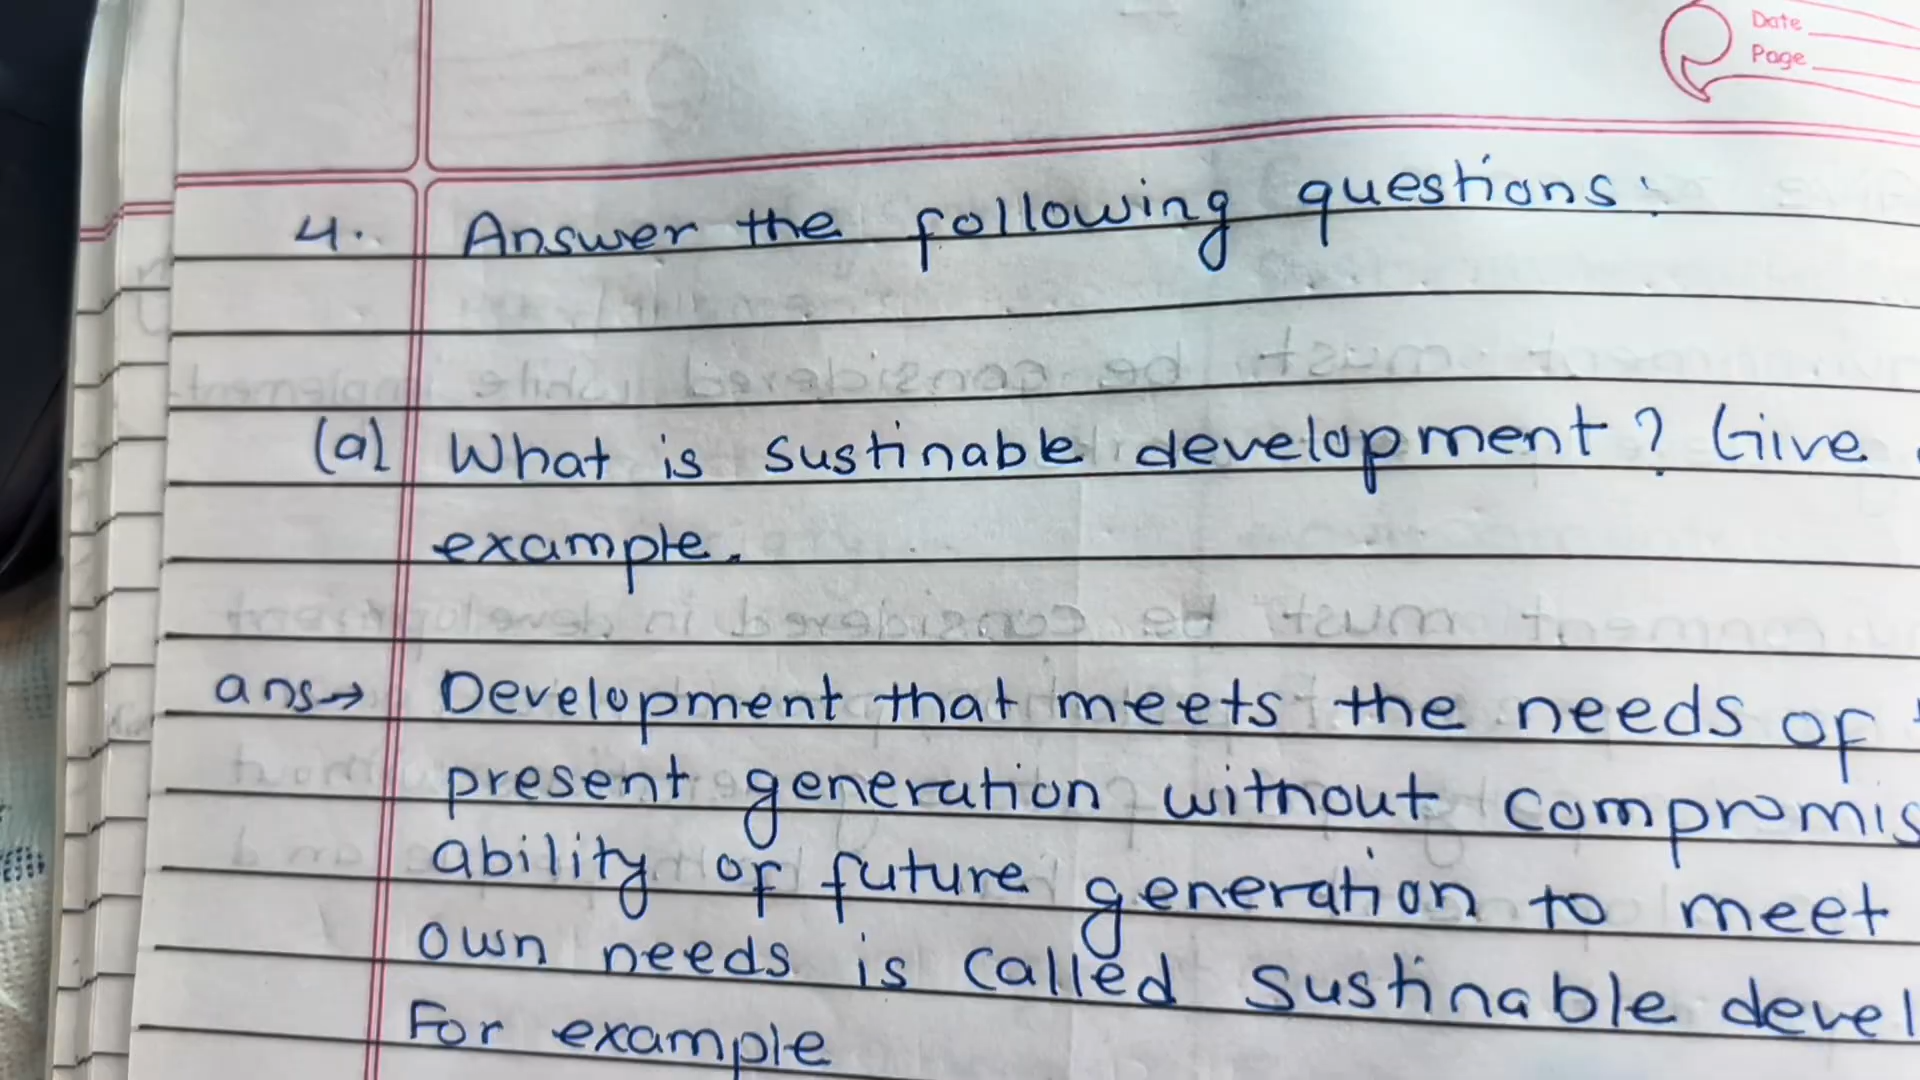 Date
Page
4. Answer the following questions:
(a) What is sustinable development? Give
example.
ans→ Development that meets the needs of
present generation without compromis
ability of future generation to meet
own needs is called sustinable devel
For example